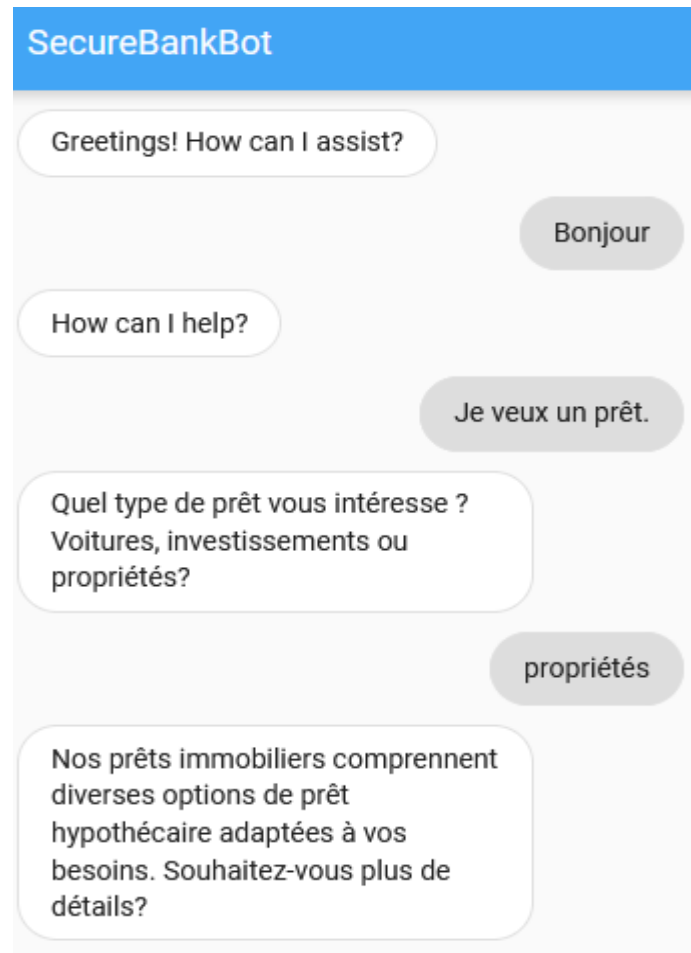 SecureBankBot
Greetings! How can I assist?
Bonjour
How can I help?
Je veux un prêt.
Quel type de prêt vous intéresse ?
Voitures, investissements ou
propriétés?
propriétés
Nos prêts immobiliers comprennent
diverses options de prêt
hypothécaire adaptées à vos
besoins. Souhaitez-vous plus de
détails?